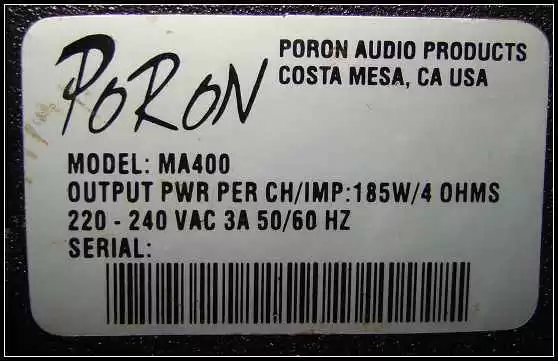 PORON
PORON AUDIO PRODUCTS
COSTA MESA, CA USA
MODEL: MA400
OUTPUT PWR PER CH/IMP:185W/4 OHMS
220 - 240 VAC 3A 50/60 HZ
SERIAL: